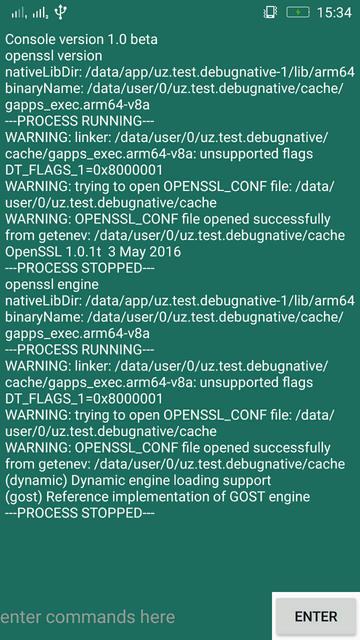 15:34
Console version 1.0 beta
openssl version
nativeLibDir: /data/app/uz.test.debugnative-1/lib/arm64
binaryName: /data/user/0/uz.test.debugnative/cache/
gapps_exec.arm64-v8a
---PROCESS RUNNING---
WARNING: linker: /data/user/0/uz.test.debugnative/
cache/gapps_exec.arm64-v8a: unsupported flags
DT_FLAGS_1=0x8000001
WARNING: trying to open OPENSSL_CONF file: /data/
user/0/uz.test.debugnative/cache
WARNING: OPENSSL_CONF file opened successfully
from getenev: /data/user/0/uz.test.debugnative/cache
OpenSSL 1.0.1t  3 May 2016
---PROCESS STOPPED---
openssl engine
nativeLibDir: /data/app/uz.test.debugnative-1/lib/arm64
binaryName: /data/user/0/uz.test.debugnative/cache/
gapps_exec.arm64-v8a
---PROCESS RUNNING---
WARNING: linker: /data/user/0/uz.test.debugnative/
cache/gapps_exec.arm64-v8a: unsupported flags
DT_FLAGS_1=0x8000001
WARNING: trying to open OPENSSL_CONF file: /data/
user/0/uz.test.debugnative/cache
WARNING: OPENSSL_CONF file opened successfully
from getenev: /data/user/0/uz.test.debugnative/cache
(dynamic) Dynamic engine loading support
(gost) Reference implementation of GOST engine
---PROCESS STOPPED---
enter commands here
ENTER